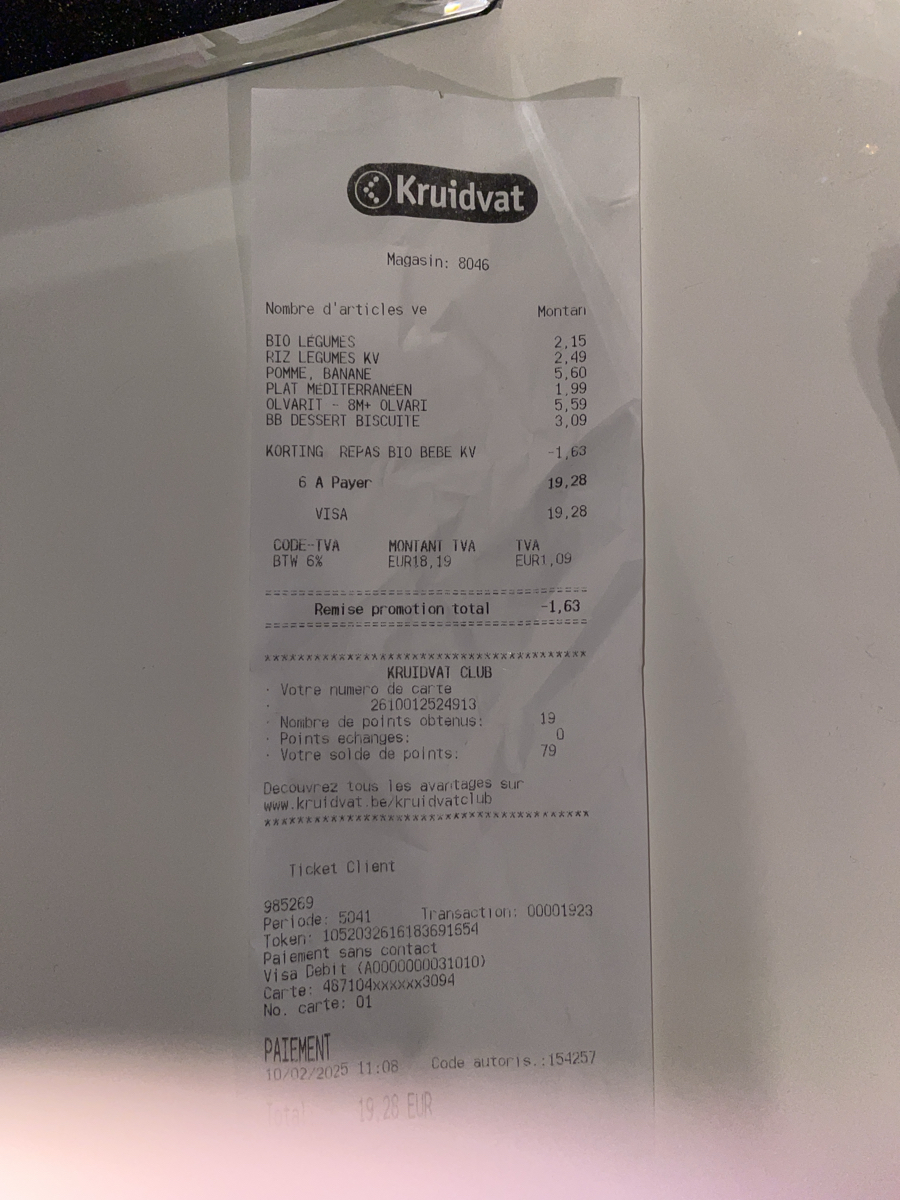 Kruidvat
Magasin: 8046
Nombre d'articles ve Montan
BIO LÉGUMES 2,15
RIZ LEGUMES KV 2,49
POMME, BANANE 5,60
PLAT MÉDITERRANÉEN 1,99
OLVARIT - 8M+ OLVARI 5,59
BB DESSERT BISCUITE 3,09
KORTING REPAS BIO BEBE KV -1,63
6 A Payer 19,28
VISA 19,28
CODE-TVA MONTANT TVA TVA
BTW 6% EUR18,19 EUR1,09
============================================
Remise promotion total -1,63
============================================
****************************************
KRUIDVAT CLUB
· Votre numero de carte
· 2610012524913
· Nombre de points obtenus: 19
· Points echanges: 0
· Votre solde de points: 79
Decouvrez tous les avantages sur
www.kruidvat.be/kruidvatclub
****************************************
Ticket Client
985269
Periode: 5041 Transaction: 00001923
Token: 1052032616183691654
Paiement sans contact
Visa Debit (A0000000031010)
Carte: 467104xxxxxx3094
No. carte: 01
PAIEMENT
10/02/2025 11:08 Code autoris.:154257
Total 19,28 EUR